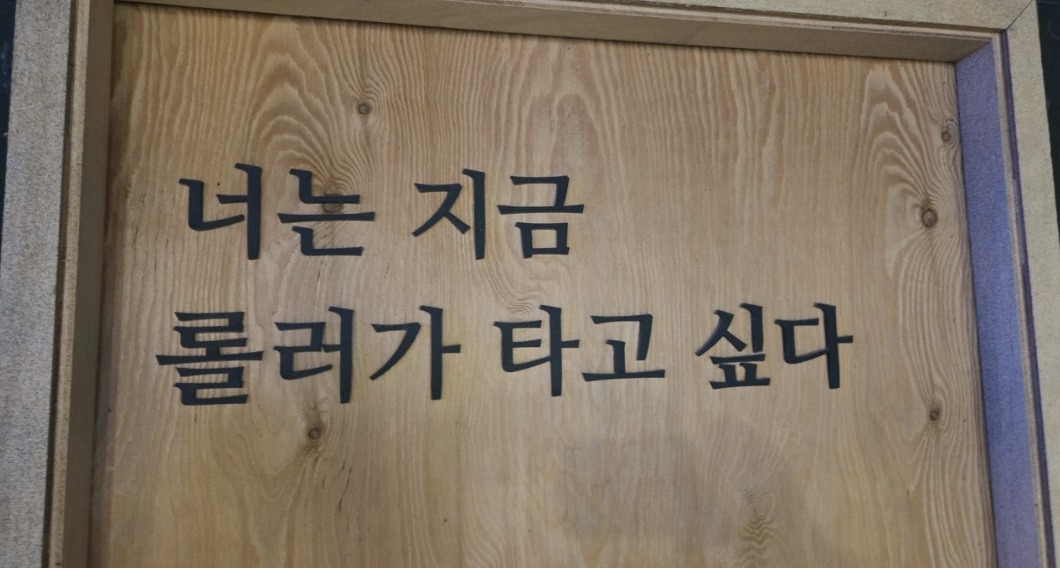 너는 지금
롤러가 타고 싶다